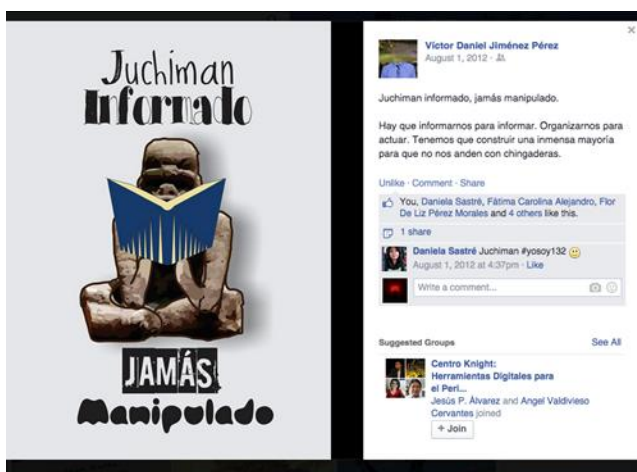 Juchiman
Informado
JAMÁS
Manipulado
Víctor Daniel Jiménez Pérez
August 1, 2012 ·
Juchiman informado, jamás manipulado.
Hay que informarnos para informar. Organizarnos para
actuar. Tenemos que construir una inmensa mayoría
para que no nos anden con chingaderas.
Unlike · Comment · Share
You, Daniela Sastré, Fátima Carolina Alejandro, Flor
De Liz Pérez Morales and 4 others like this.
1 share
Daniela Sastré Juchiman #yosoy132
August 1, 2012 at 4:37pm · Like
Write a comment...
Suggested Groups
See All
Centro Knight:
Herramientas Digitales para
el Peri...
Jesús P. Álvarez and Angel Valdivieso
Cervantes joined
+ Join